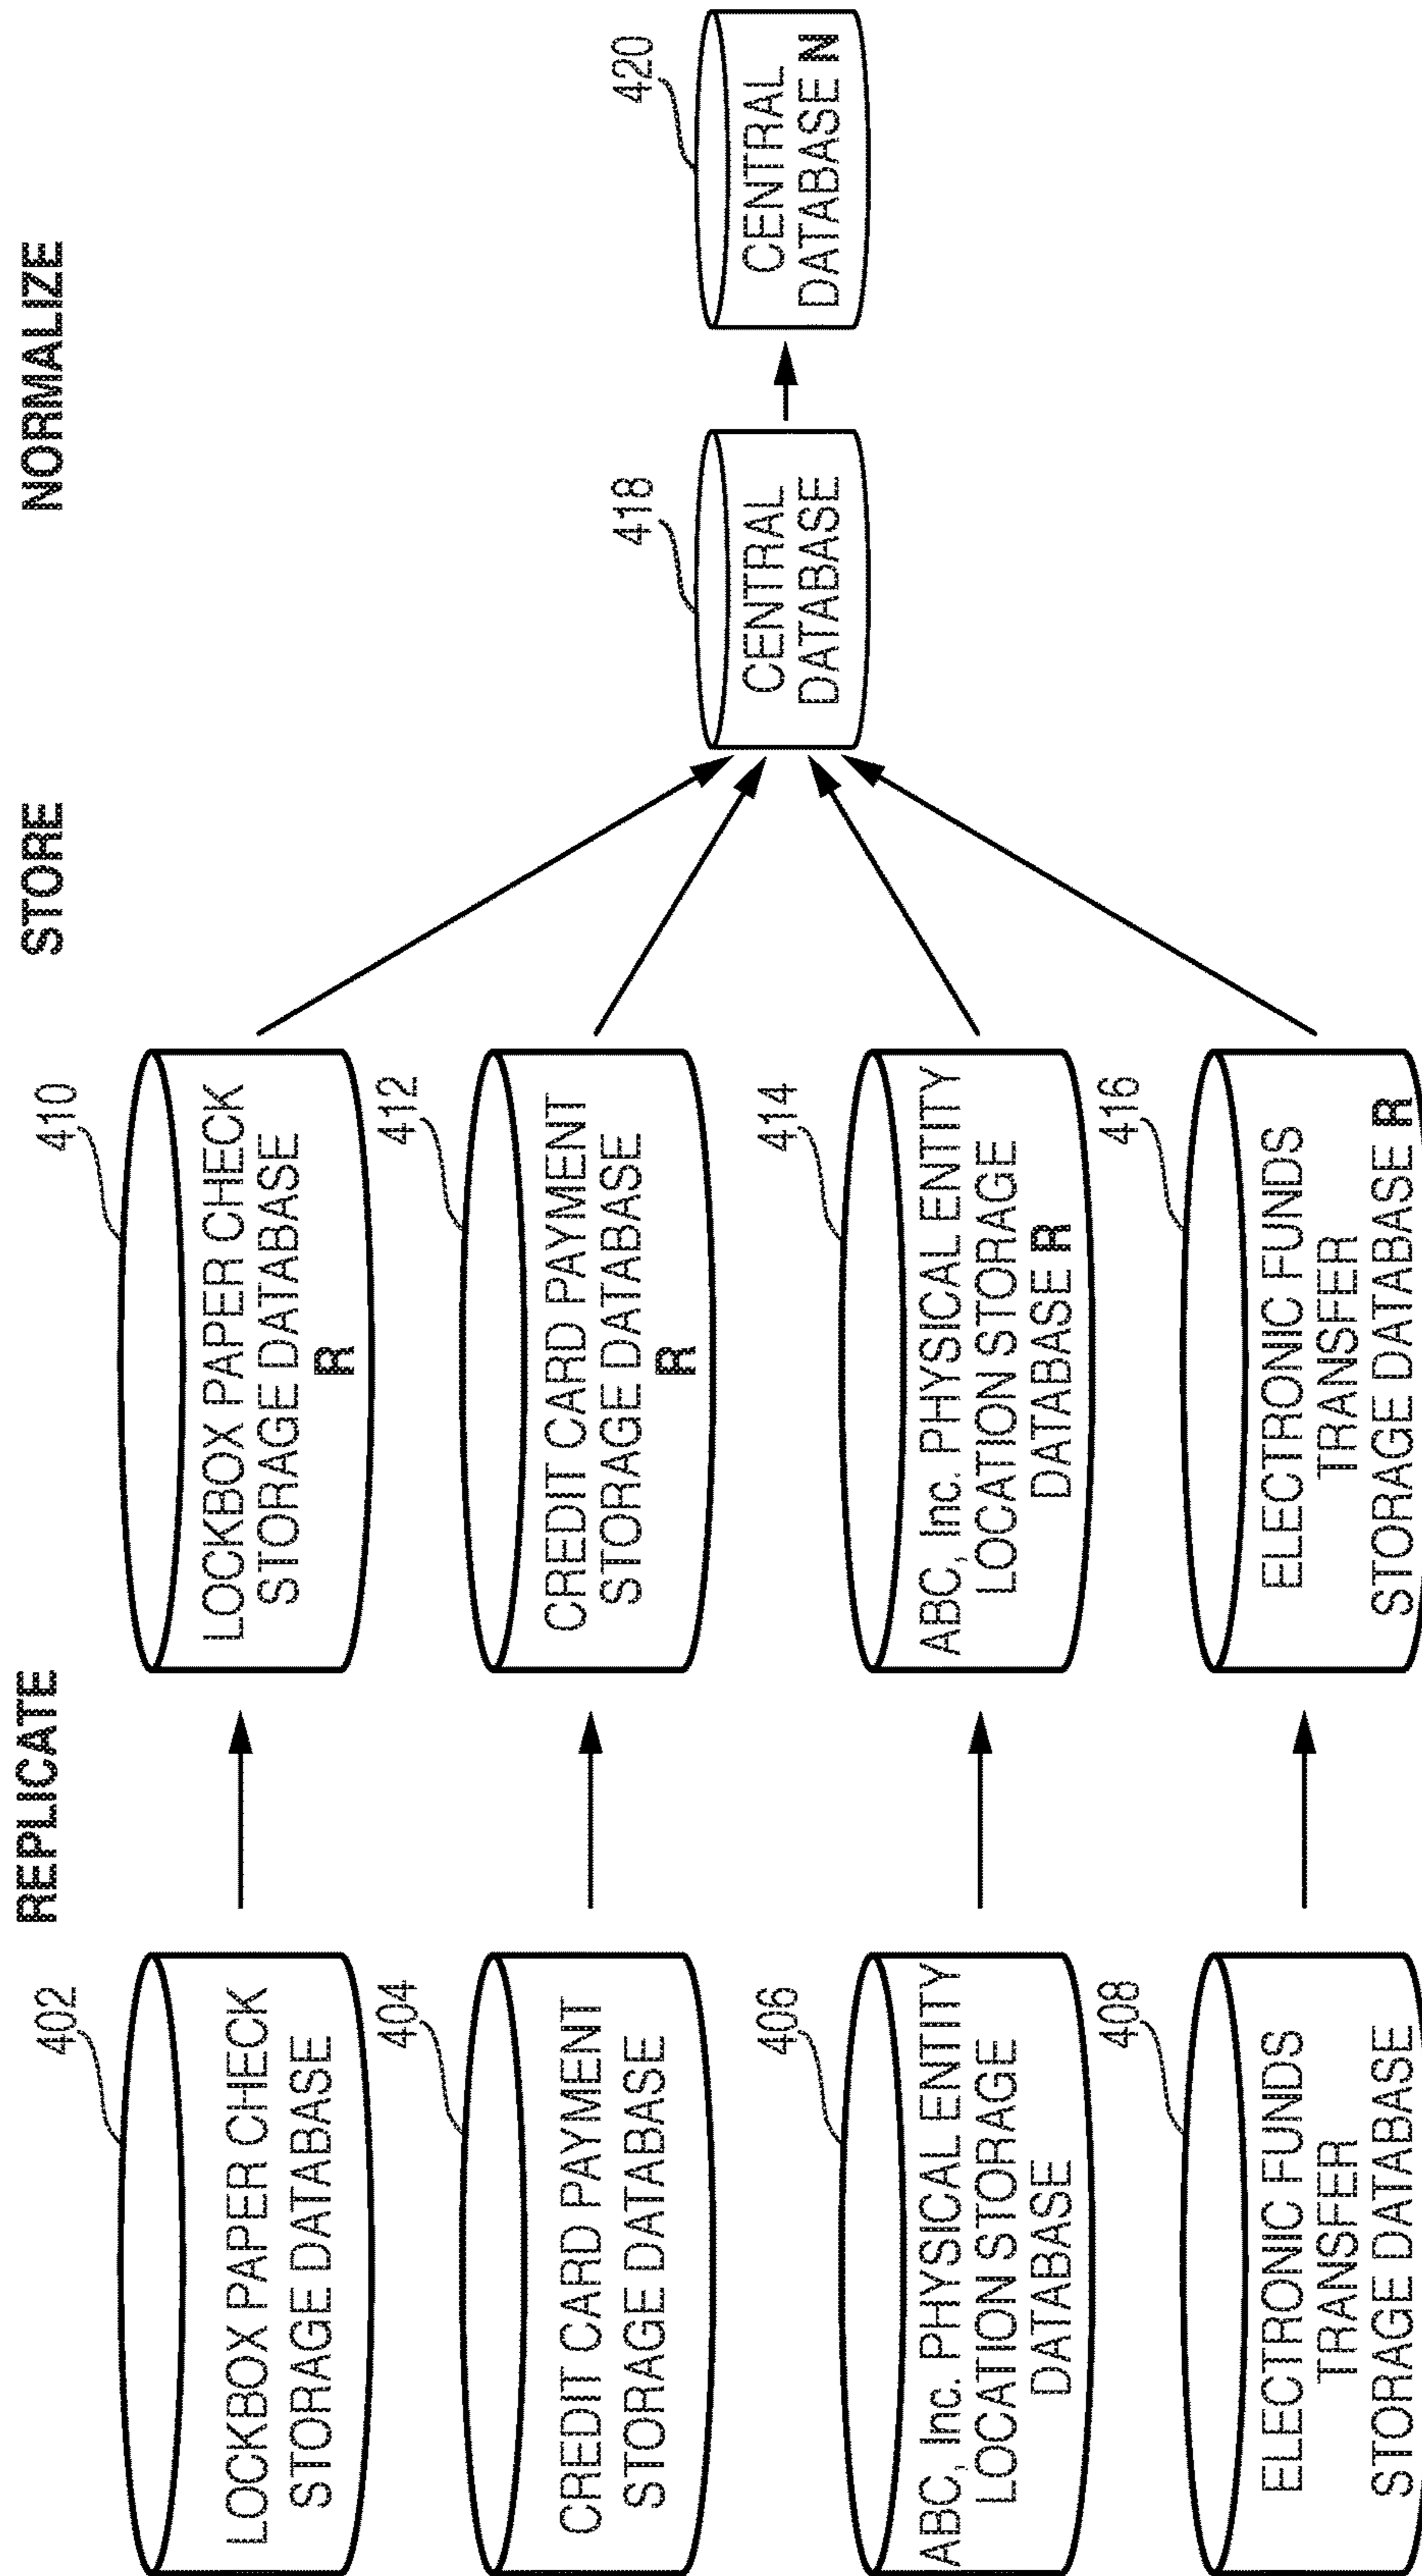 REPLICATE
STORE
NORMALIZE
402
LOCKBOX PAPER CHECK
STORAGE DATABASE
410
LOCKBOX PAPER CHECK
STORAGE DATABASE
R
404
CREDIT CARD PAYMENT
STORAGE DATABASE
412
CREDIT CARD PAYMENT
STORAGE DATABASE
R
406
ABC, Inc. PHYSICAL ENTITY
LOCATION STORAGE
DATABASE
414
ABC, Inc. PHYSICAL ENTITY
LOCATION STORAGE
DATABASE R
408
ELECTRONIC FUNDS
TRANSFER
STORAGE DATABASE
416
ELECTRONIC FUNDS
TRANSFER
STORAGE DATABASE R
418
CENTRAL
DATABASE
420
CENTRAL
DATABASE N